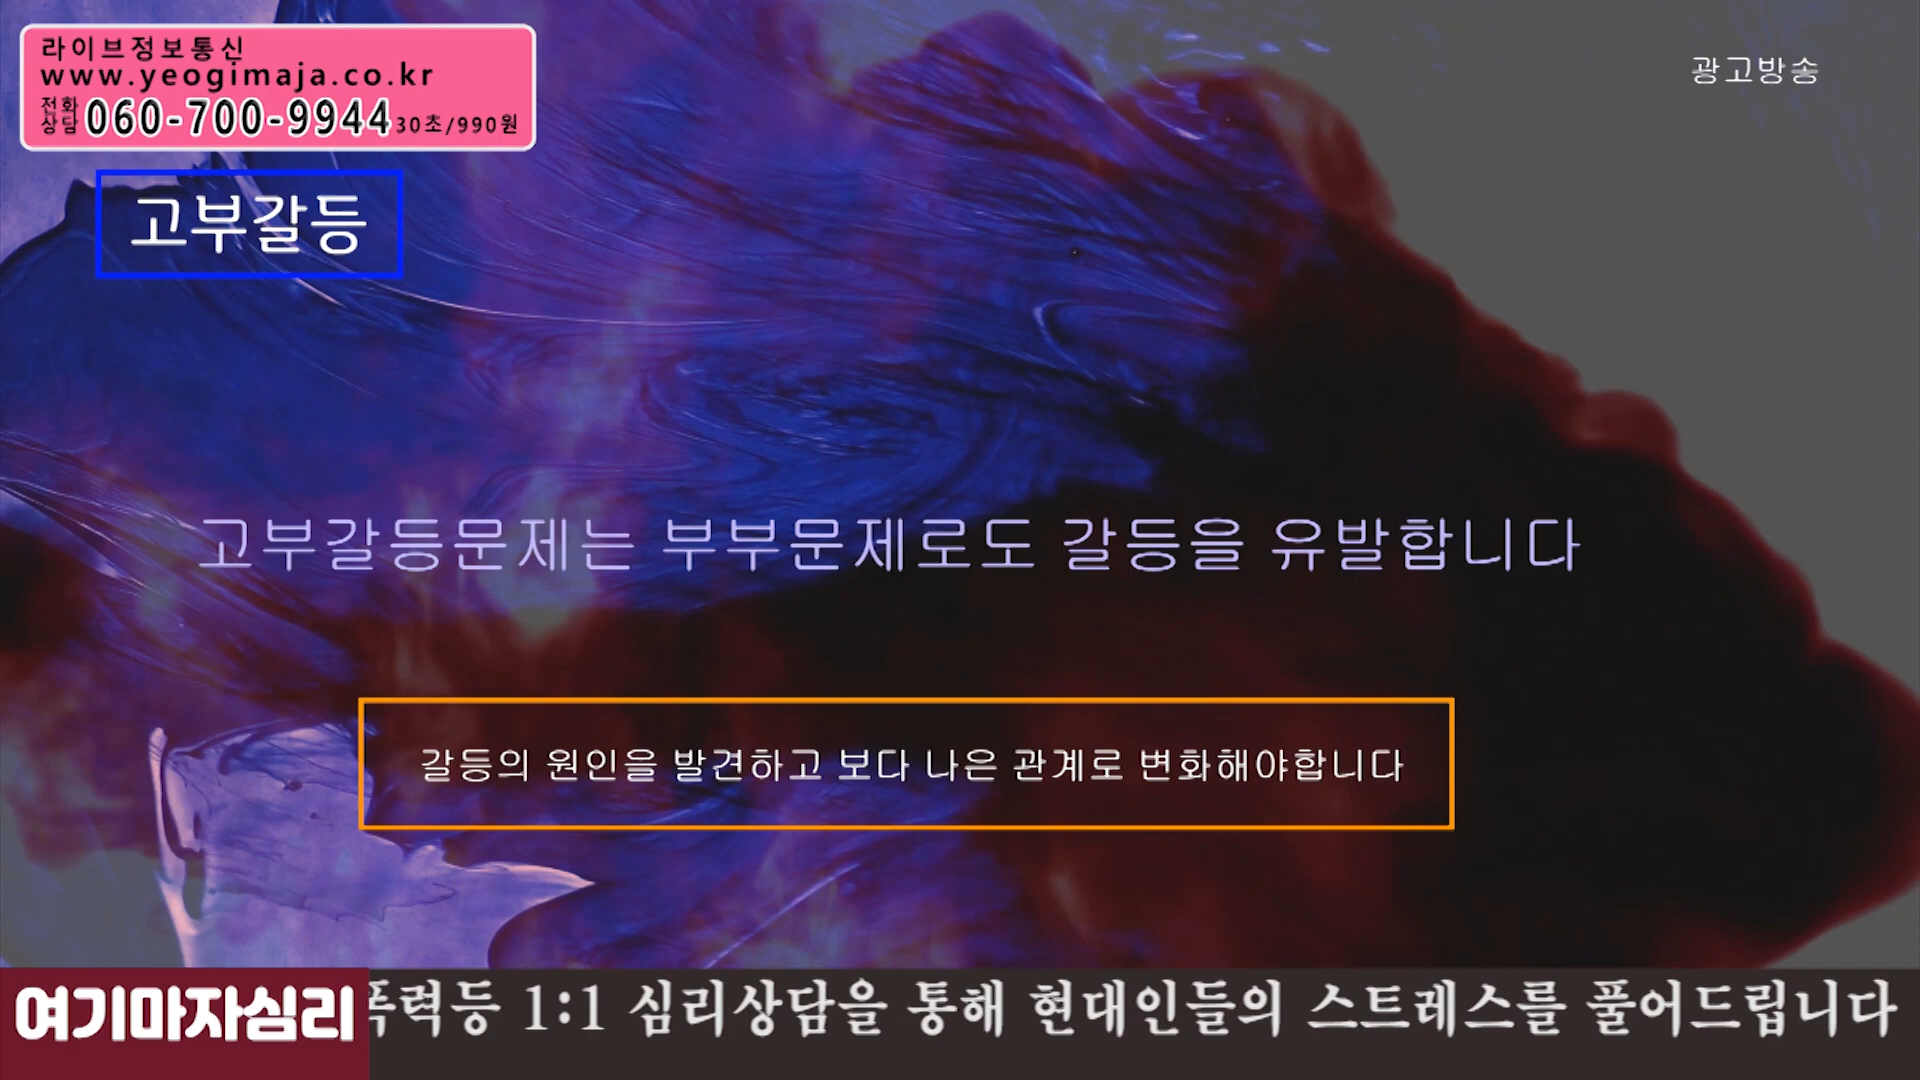 라이브정보통신
www.yeogimaja.co.kr
전화상담 060-700-9944 30초/990원
광고방송
고부갈등
고부갈등문제는 부부문제로도 갈등을 유발합니다
갈등의 원인을 발견하고 보다 나은 관계로 변화해야합니다
여기마자심리
폭력등 1:1 심리상담을 통해 현대인들의 스트레스를 풀어드립니다